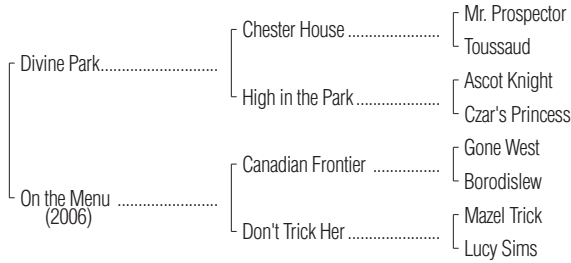 Mr. Prospector
Chester House .....................
Toussaud
Divine Park...........................
Ascot Knight
High in the Park ...................
Czar's Princess
Gone West
Canadian Frontier ...............
Borodislew
On the Menu .......................
(2006)
Mazel Trick
Don't Trick Her .....................
Lucy Sims